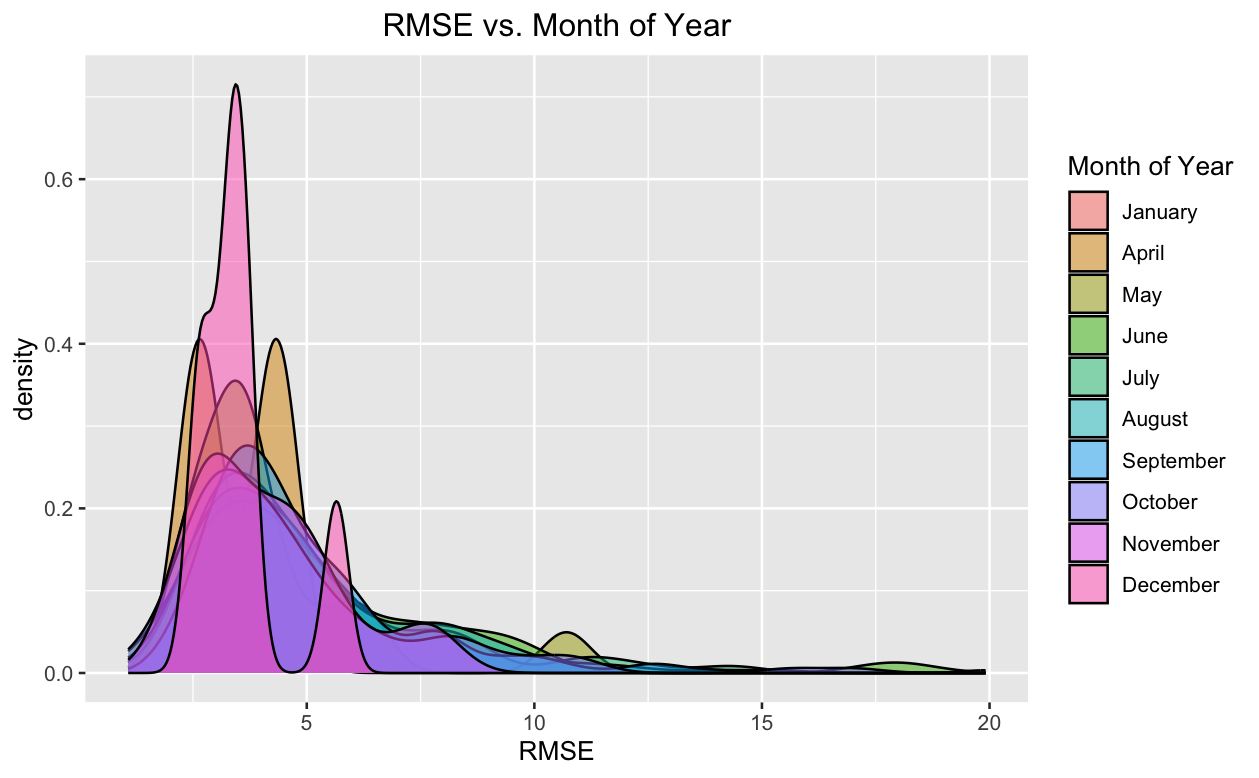 RMSE vs. Month of Year
density
0.6
0.4
0.2
0.0
5 10 15 20
RMSE
Month of Year
January
April
May
June
July
August
September
October
November
December